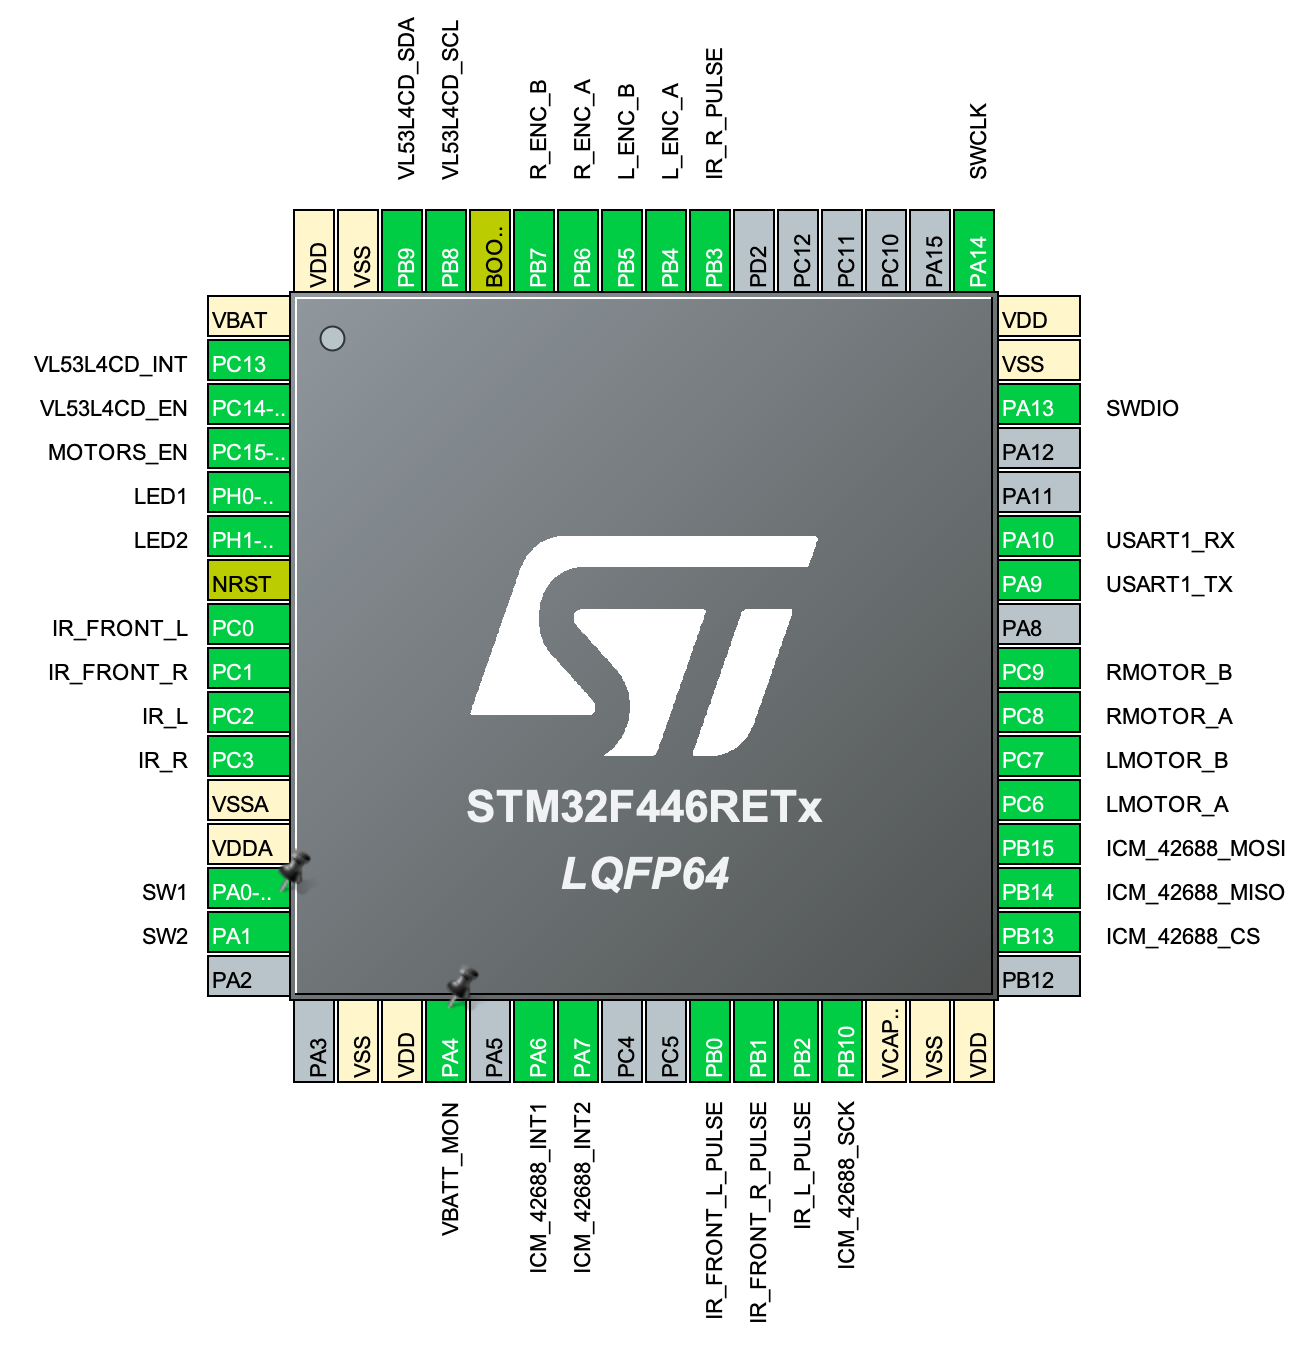 VL53L4CD_SDA
VL53L4CD_SCL
R_ENC_B
R_ENC_A
L_ENC_B
L_ENC_A
IR_R_PULSE
SWCLK
VDD
VSS
PB9
PB8
BOO..
PB7
PB6
PB5
PB4
PB3
PD2
PC12
PC11
PC10
PA15
PA14
VBAT
VL53L4CD_INT PC13
VL53L4CD_EN PC14-..
MOTORS_EN PC15-..
LED1 PH0-..
LED2 PH1-..
NRST
IR_FRONT_L PC0
IR_FRONT_R PC1
IR_L PC2
IR_R PC3
VSSA
VDDA
SW1 PA0-..
SW2 PA1
PA2
ST
STM32F446RETx
LQFP64
VDD
VSS
PA13 SWDIO
PA12
PA11
PA10 USART1_RX
PA9 USART1_TX
PA8
PC9 RMOTOR_B
PC8 RMOTOR_A
PC7 LMOTOR_B
PC6 LMOTOR_A
PB15 ICM_42688_MOSI
PB14 ICM_42688_MISO
PB13 ICM_42688_CS
PB12
PA3
VSS
VDD
PA4
PA5
PA6
PA7
PC4
PC5
PB0
PB1
PB2
PB10
VCAP..
VSS
VDD
VBATT_MON
ICM_42688_INT1
ICM_42688_INT2
IR_FRONT_L_PULSE
IR_FRONT_R_PULSE
IR_L_PULSE
ICM_42688_SCK